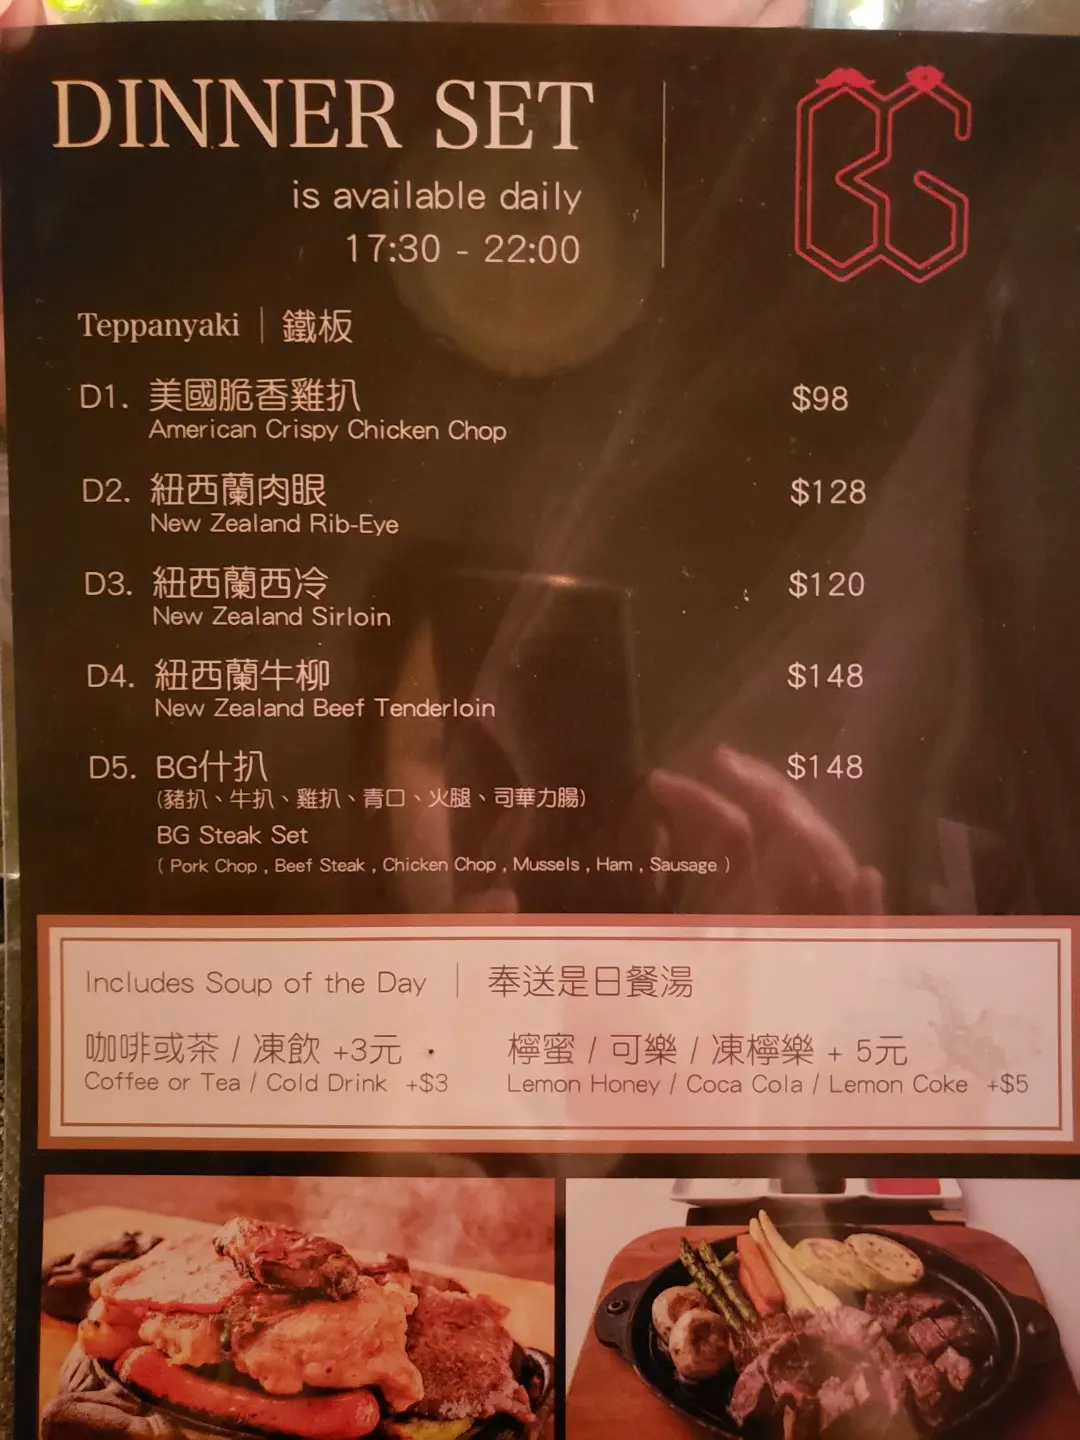 DINNER SET
is available daily
17:30 - 22:00
BG
Teppanyaki | 鐵板
D1. 美國脆香雞扒 $98
American Crispy Chicken Chop
D2. 紐西蘭肉眼 $128
New Zealand Rib-Eye
D3. 紐西蘭西冷 $120
New Zealand Sirloin
D4. 紐西蘭牛柳 $148
New Zealand Beef Tenderloin
D5. BG什扒 $148
(豬扒、牛扒、雞扒、青口、火腿、司華力腸)
BG Steak Set
( Pork Chop , Beef Steak , Chicken Chop , Mussels , Ham , Sausage )
Includes Soup of the Day | 奉送是日餐湯
咖啡或茶 / 凍飲 +3元
Coffee or Tea / Cold Drink +$3
檸蜜 / 可樂 / 凍檸樂 + 5元
Lemon Honey / Coca Cola / Lemon Coke +$5